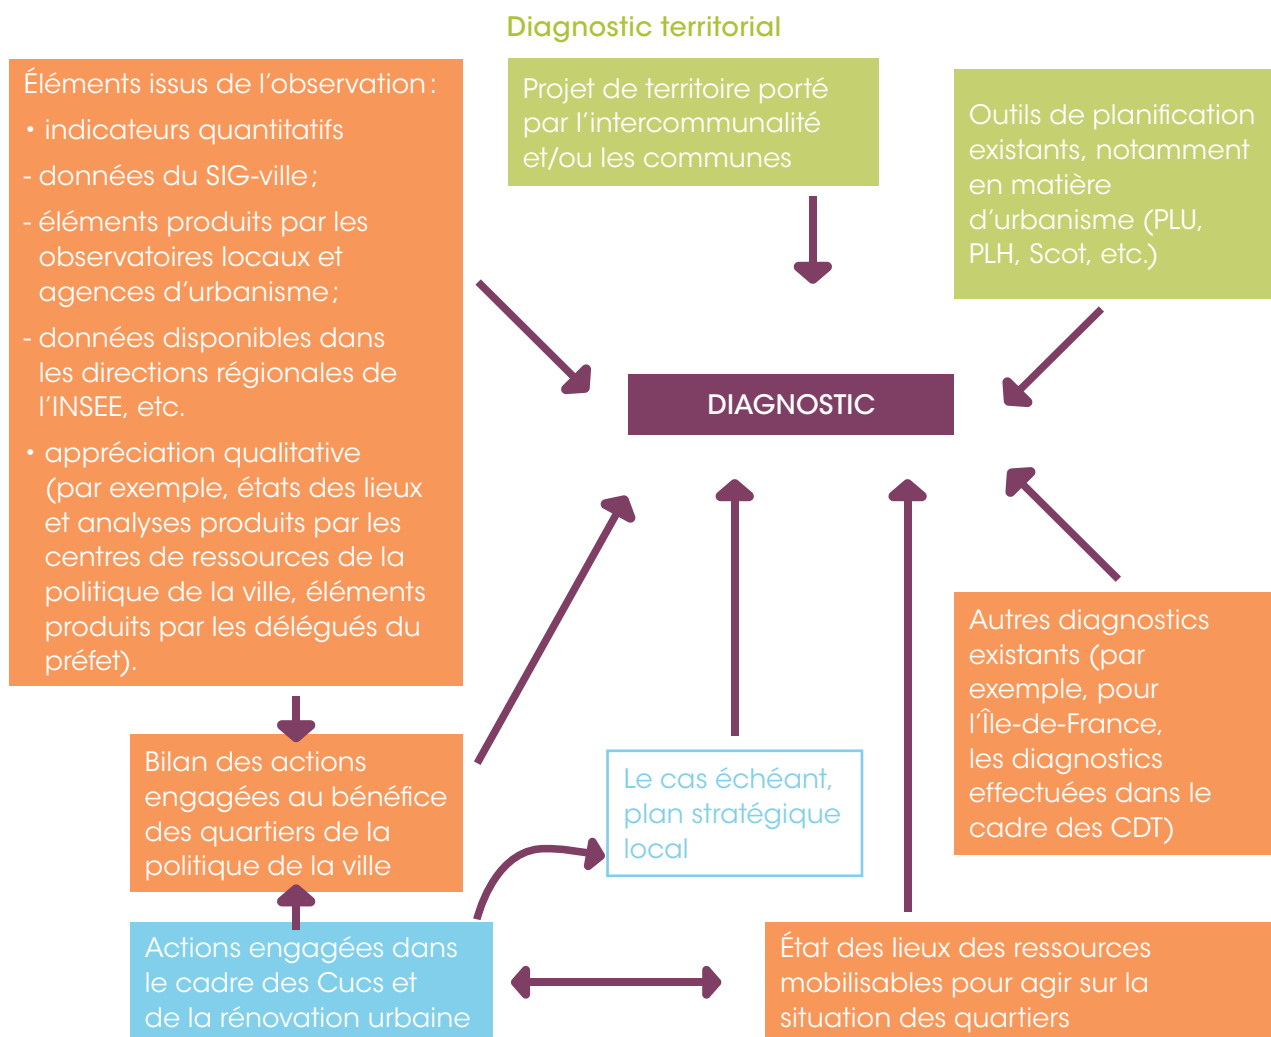 Diagnostic territorial
Éléments issus de l’observation :
• indicateurs quantitatifs
- données du SIG-ville ;
- éléments produits par les
observatoires locaux et
agences d’urbanisme ;
- données disponibles dans
les directions régionales de
l’INSEE, etc.
• appréciation qualitative
(par exemple, états des lieux
et analyses produits par les
centres de ressources de la
politique de la ville, éléments
produits par les délégués du
préfet).
Projet de territoire porté
par l’intercommunalité
et/ou les communes
Outils de planification
existants, notamment
en matière
d’urbanisme (PLU,
PLH, Scot, etc.)
DIAGNOSTIC
Autres diagnostics
existants (par
exemple, pour
l’Île-de-France,
les diagnostics
effectuées dans le
cadre des CDT)
Bilan des actions
engagées au bénéfice
des quartiers de la
politique de la ville
Le cas échéant,
plan stratégique
local
Actions engagées dans
le cadre des Cucs et
de la rénovation urbaine
État des lieux des ressources
mobilisables pour agir sur la
situation des quartiers